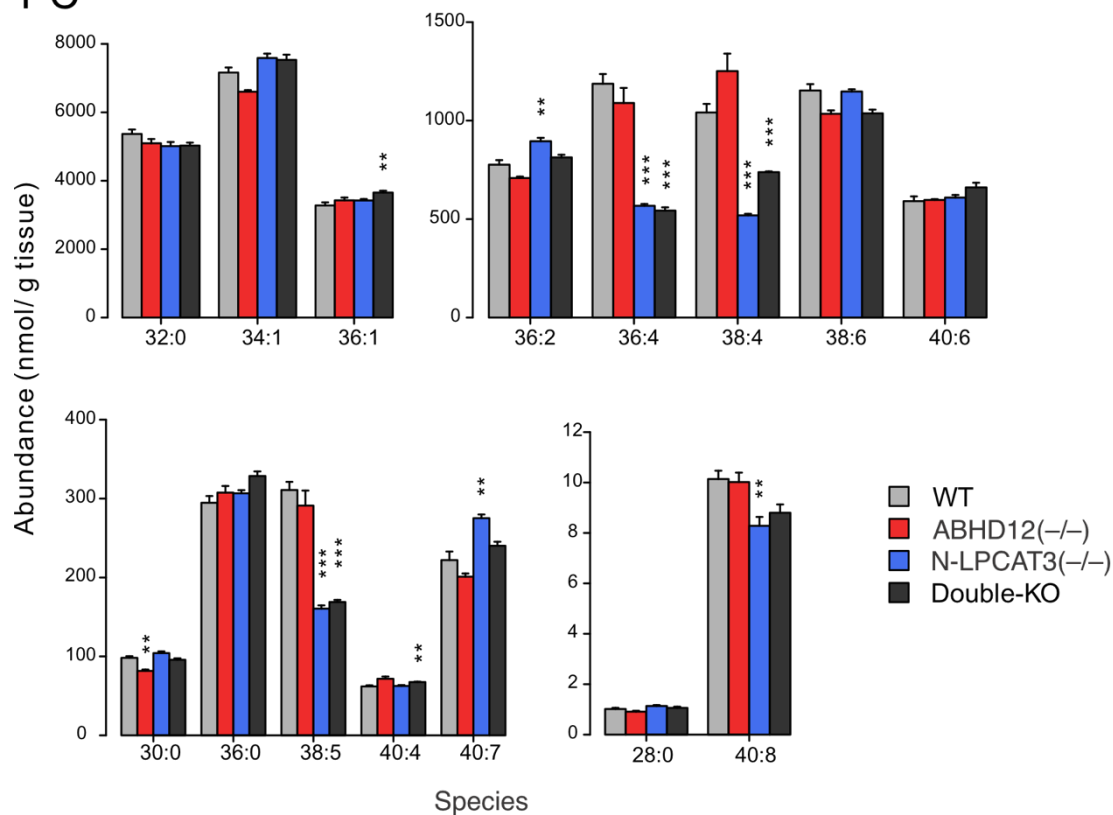 Abundance (nmol/ g tissue)
8000
6000
4000
2000
0
**
32:0 34:1 36:1
1500
1000
500
0
** *** *** *** ***
36:2 36:4 38:4 38:6 40:6
400
300
200
100
0
** *** *** ** **
30:0 36:0 38:5 40:4 40:7
12
10
8
6
4
2
0
**
28:0 40:8
WT
ABHD12(–/–)
N-LPCAT3(–/–)
Double-KO
Species